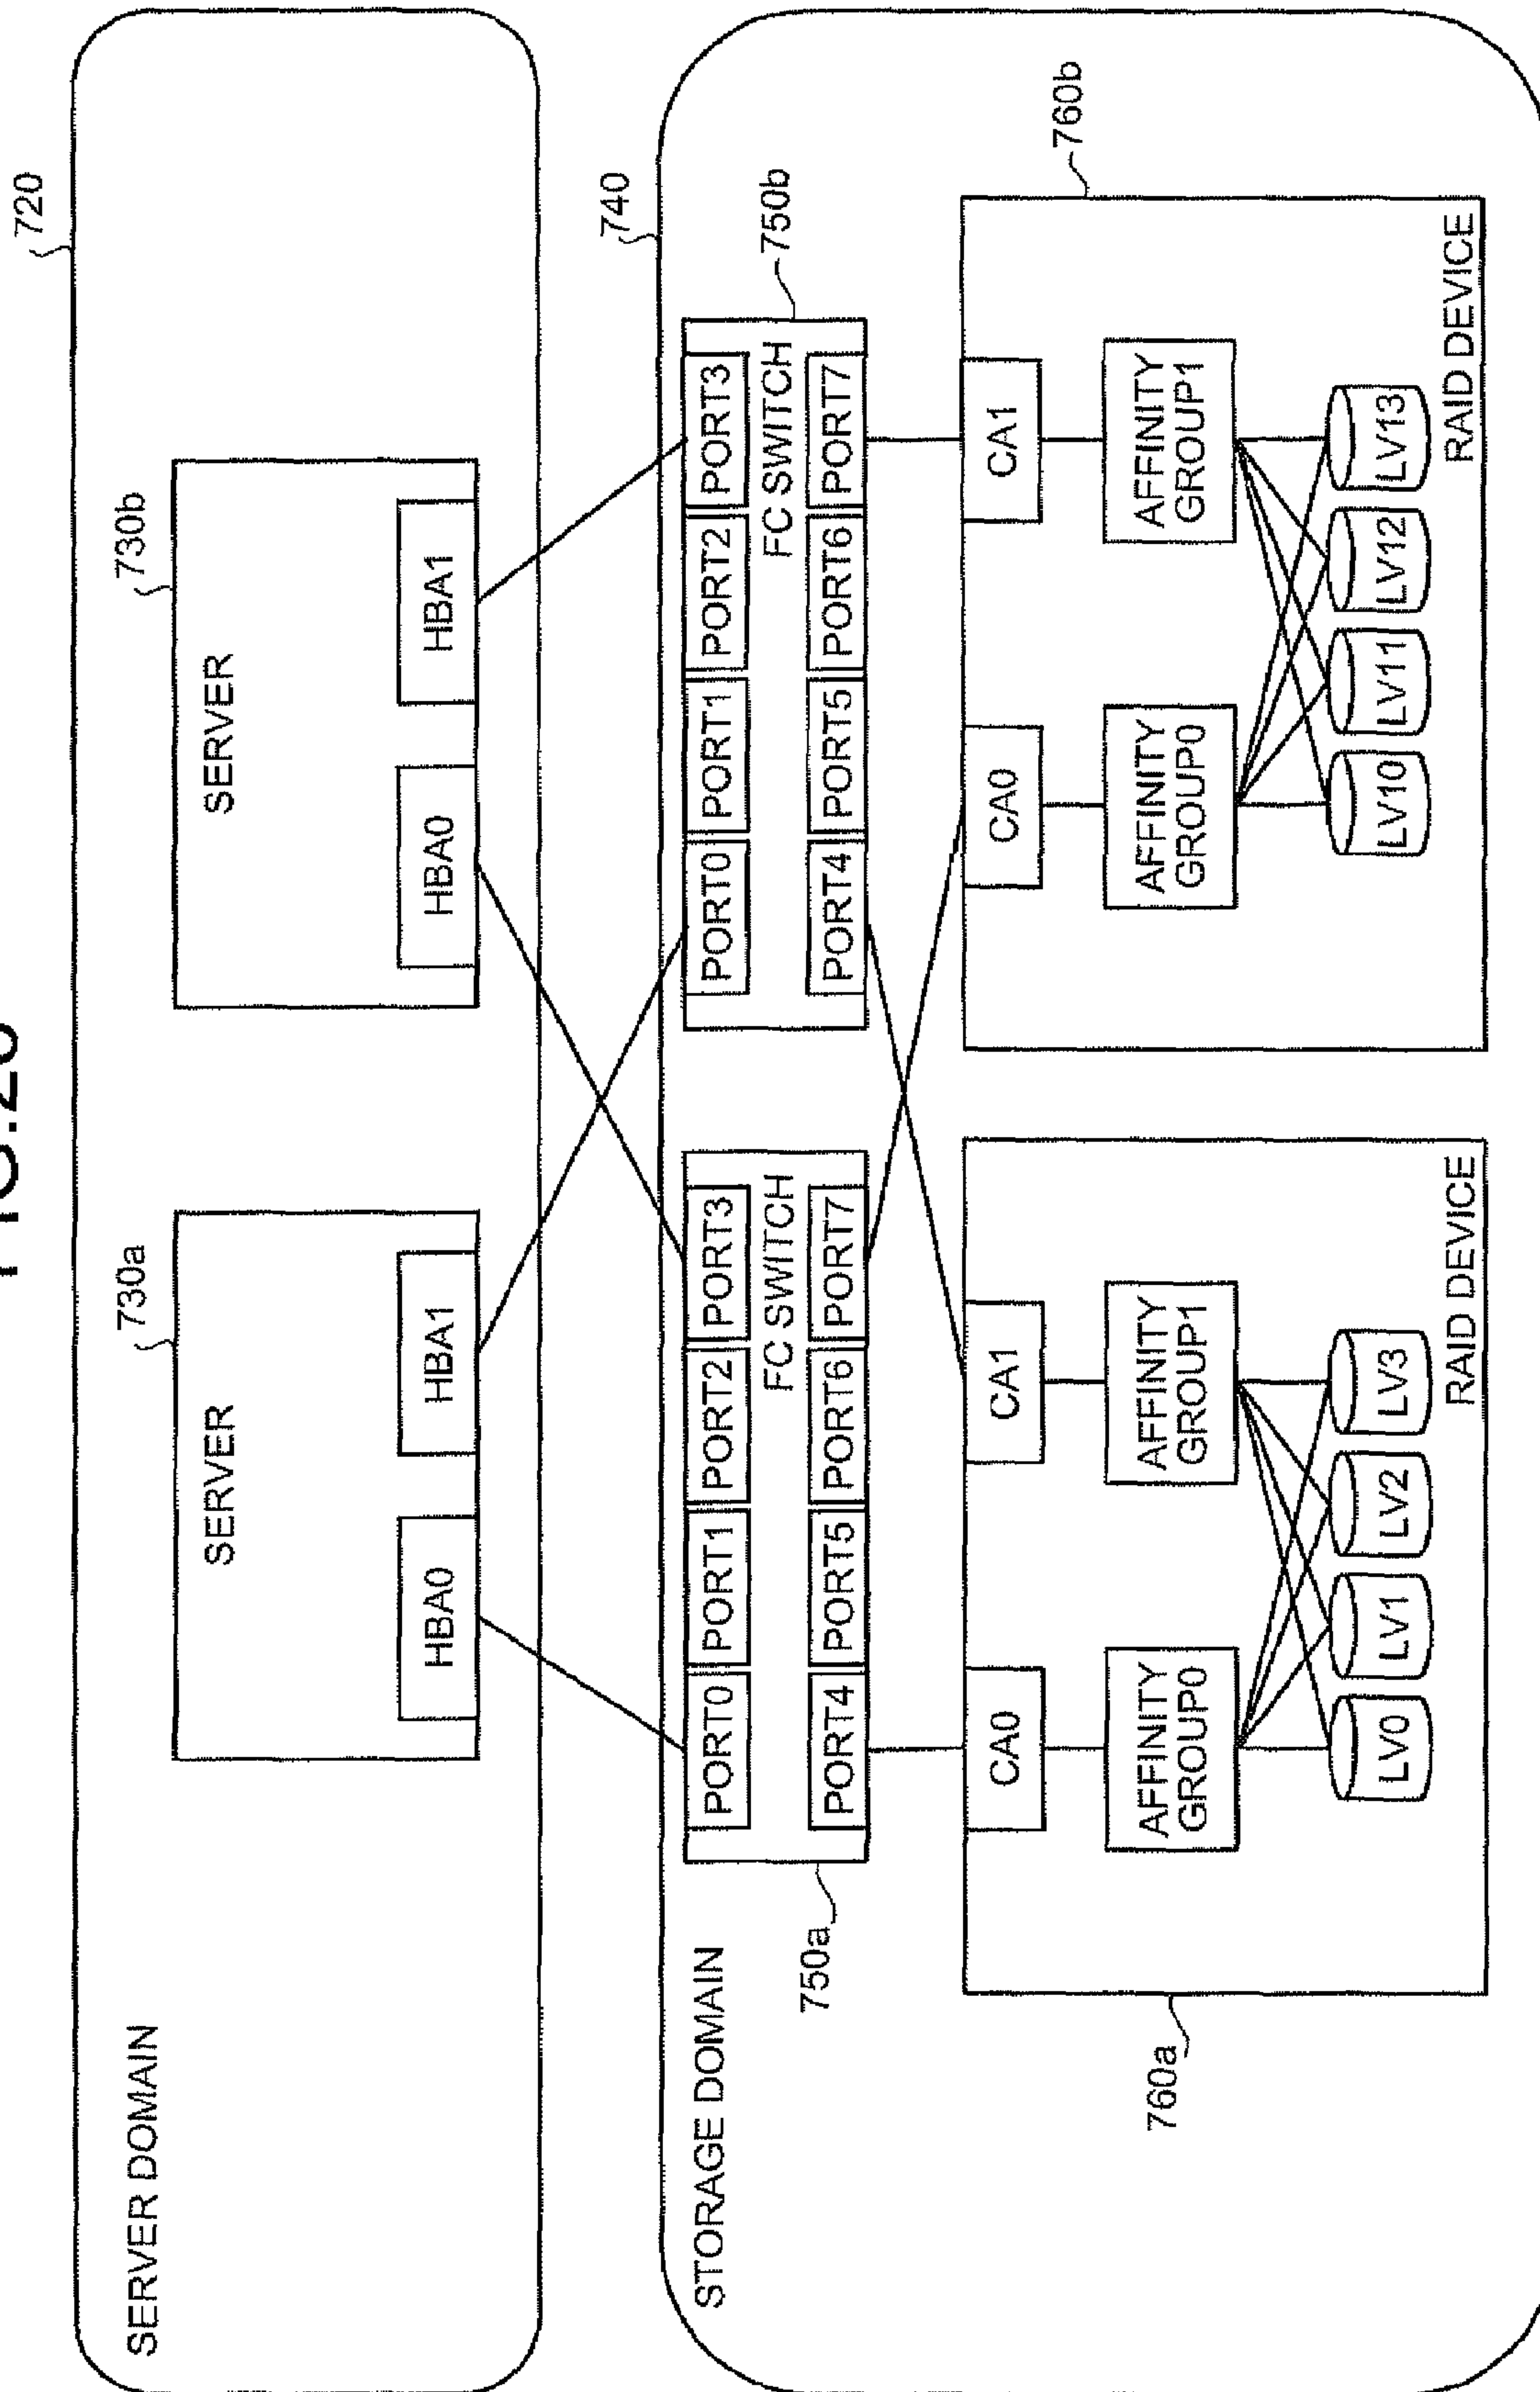 720
SERVER DOMAIN
730a
730b
SERVER
SERVER
HBA0
HBA1
HBA0
HBA1
740
STORAGE DOMAIN
750a
750b
PORT0
PORT1
PORT2
PORT3
FC SWITCH
PORT4
PORT5
PORT6
PORT7
PORT0
PORT1
PORT2
PORT3
FC SWITCH
PORT4
PORT5
PORT6
PORT7
760a
CA0
CA1
AFFINITY
GROUP0
AFFINITY
GROUP1
LV0
LV1
LV2
LV3
RAID DEVICE
760b
CA0
CA1
AFFINITY
GROUP0
AFFINITY
GROUP1
LV10
LV11
LV12
LV13
RAID DEVICE